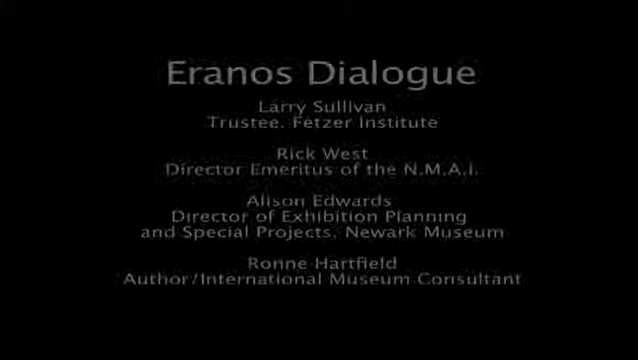 Eranos Dialogue
Larry Sullivan
Trustee, Fetzer Institute
Rick West
Director Emeritus of the N.M.A.I.
Alison Edwards
Director of Exhibition Planning
and Special Projects, Newark Museum
Ronne Hartfield
Author/International Museum Consultant